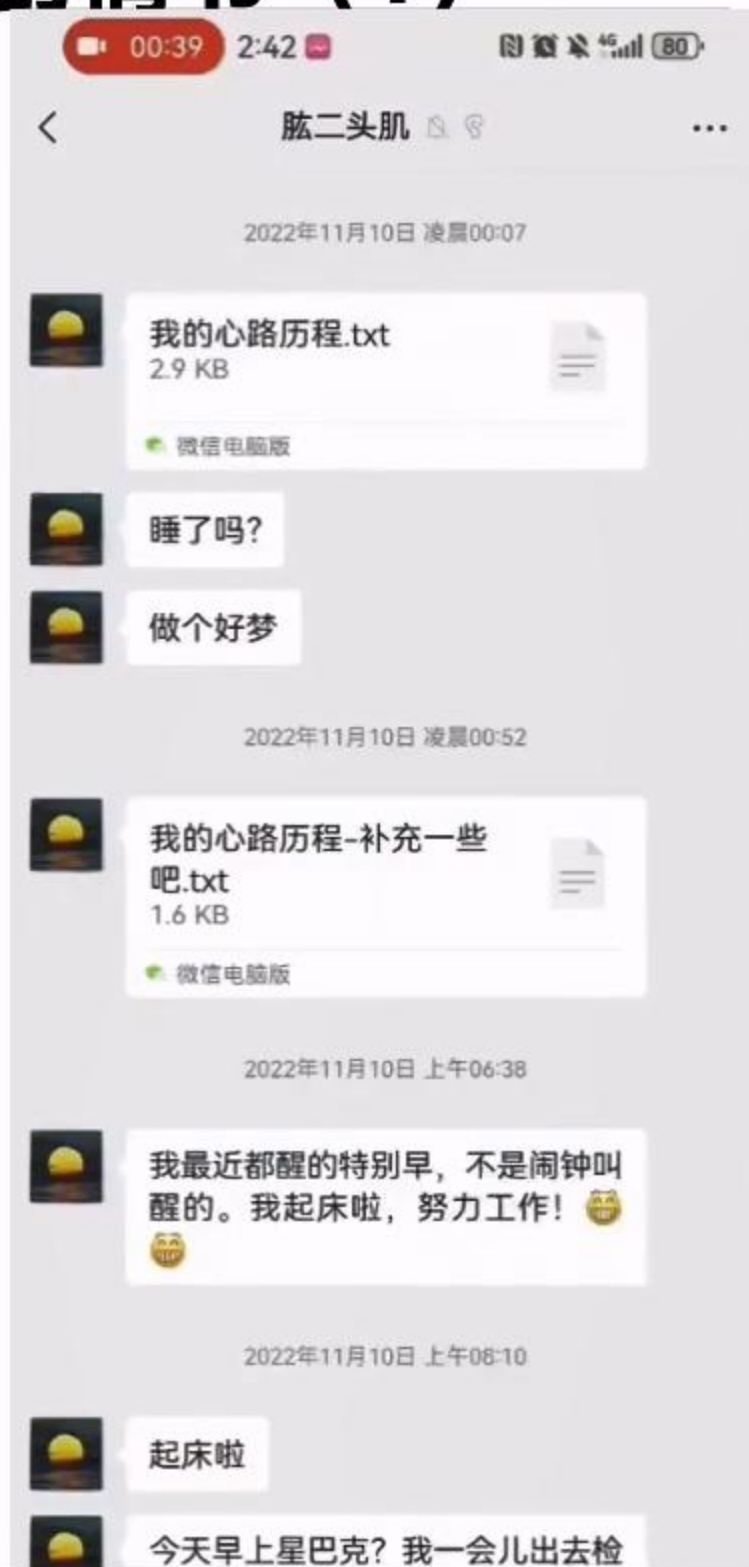 00:39 2:42 4G 80
肱二头肌
2022年11月10日 凌晨00:07
我的心路历程.txt
2.9 KB
微信电脑版
睡了吗?
做个好梦
2022年11月10日 凌晨00:52
我的心路历程-补充一些
吧.txt
1.6 KB
微信电脑版
2022年11月10日 上午06:38
我最近都醒的特别早，不是闹钟叫
醒的。我起床啦，努力工作！
2022年11月10日 上午08:10
起床啦
今天早上星巴克？我一会儿出去检